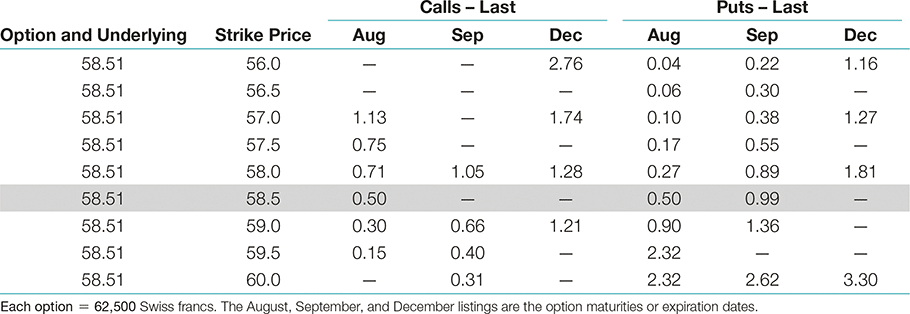 Calls – Last Puts – Last
Option and Underlying Strike Price Aug Sep Dec Aug Sep Dec
58.51 56.0 — — 2.76 0.04 0.22 1.16
58.51 56.5 — — — 0.06 0.30 —
58.51 57.0 1.13 — 1.74 0.10 0.38 1.27
58.51 57.5 0.75 — — 0.17 0.55 —
58.51 58.0 0.71 1.05 1.28 0.27 0.89 1.81
58.51 58.5 0.50 — — 0.50 0.99 —
58.51 59.0 0.30 0.66 1.21 0.90 1.36 —
58.51 59.5 0.15 0.40 — 2.32 — —
58.51 60.0 — 0.31 2.32 2.62 3.30
Each option = 62,500 Swiss francs. The August, September, and December listings are the option maturities or expiration dates.